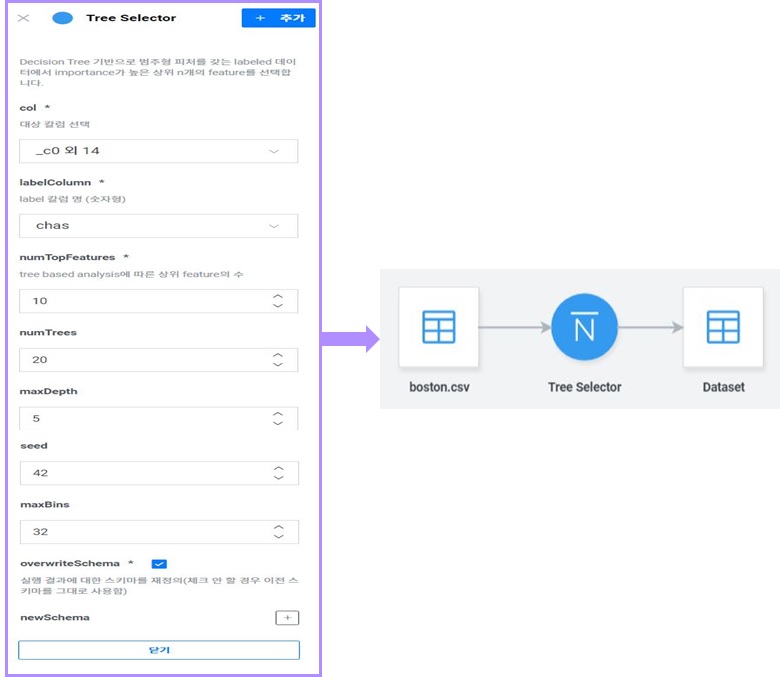 Tree Selector
+ 추가
Decision Tree 기반으로 범주형 피처를 갖는 labeled 데이
터에서 importance가 높은 상위 n개의 feature를 선택합
니다.
col *
대상 칼럼 선택
_c0 외 14
labelColumn *
label 칼럼 명 (숫자형)
chas
numTopFeatures *
tree based analysis에 따른 상위 feature의 수
10
numTrees
20
maxDepth
5
seed
42
maxBins
32
overwriteSchema *
실행 결과에 대한 스키마를 재정의(체크 안 할 경우 이전 스
키마를 그대로 사용함)
newSchema
+
닫기
N
boston.csv
Tree Selector
Dataset